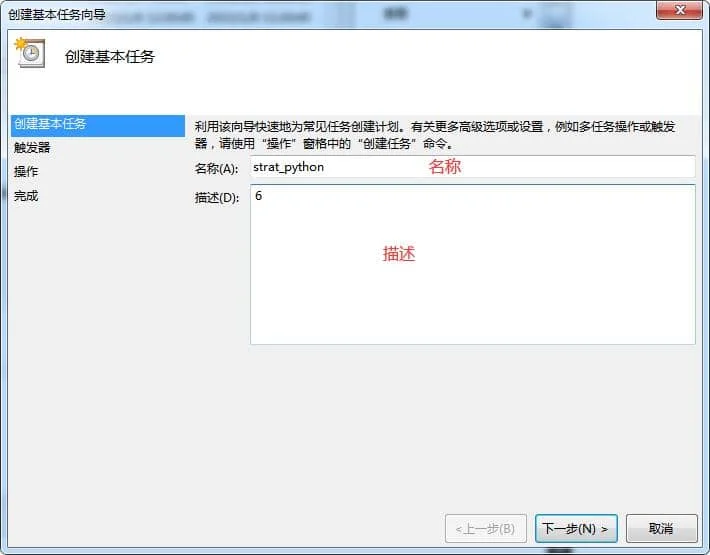 创建基本任务向导
创建基本任务
创建基本任务
触发器
操作
完成
利用该向导快速地为常见任务创建计划。有关更高级选项或设置，例如多任务操作或触发
器，请使用“操作”窗格中的“创建任务”命令。
名称(A): strat_python 名称
描述(D): 6
描述
<上一步(B) 下一步(N) > 取消